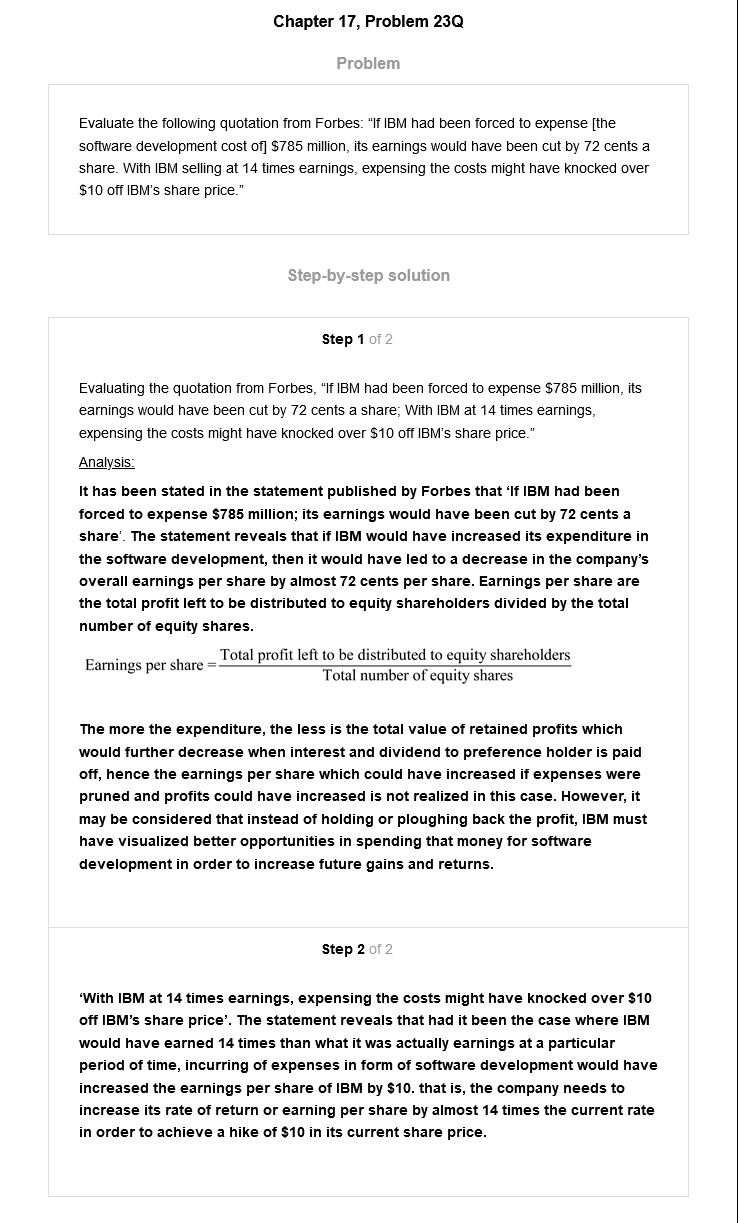 Chapter 17, Problem 23Q
Problem
Evaluate the following quotation from Forbes: “If IBM had been forced to expense [the
software development cost of] $785 million, its earnings would have been cut by 72 cents a
share. With IBM selling at 14 times earnings, expensing the costs might have knocked over
$10 off IBM’s share price.”
Step-by-step solution
Step 1 of 2
Evaluating the quotation from Forbes, “If IBM had been forced to expense $785 million, its
earnings would have been cut by 72 cents a share; With IBM at 14 times earnings,
expensing the costs might have knocked over $10 off IBM’s share price.”
Analysis:
It has been stated in the statement published by Forbes that ‘If IBM had been
forced to expense $785 million; its earnings would have been cut by 72 cents a
share’. The statement reveals that if IBM would have increased its expenditure in
the software development, then it would have led to a decrease in the company’s
overall earnings per share by almost 72 cents per share. Earnings per share are
the total profit left to be distributed to equity shareholders divided by the total
number of equity shares.
Earnings per share = Total profit left to be distributed to equity shareholders
Total number of equity shares
The more the expenditure, the less is the total value of retained profits which
would further decrease when interest and dividend to preference holder is paid
off, hence the earnings per share which could have increased if expenses were
pruned and profits could have increased is not realized in this case. However, it
may be considered that instead of holding or ploughing back the profit, IBM must
have visualized better opportunities in spending that money for software
development in order to increase future gains and returns.
Step 2 of 2
‘With IBM at 14 times earnings, expensing the costs might have knocked over $10
off IBM’s share price’. The statement reveals that had it been the case where IBM
would have earned 14 times than what it was actually earnings at a particular
period of time, incurring of expenses in form of software development would have
increased the earnings per share of IBM by $10. that is, the company needs to
increase its rate of return or earning per share by almost 14 times the current rate
in order to achieve a hike of $10 in its current share price.